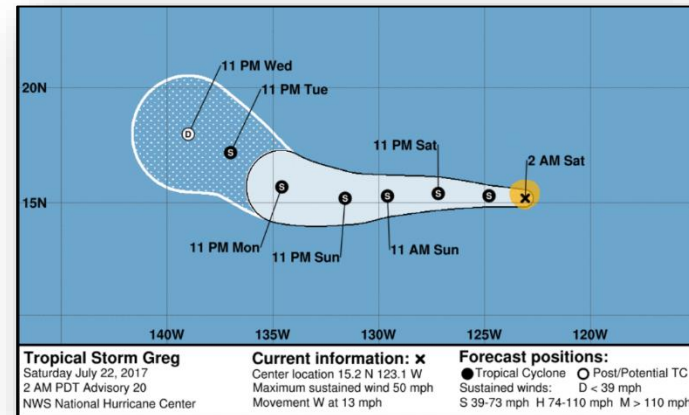 11 PM Wed
20N
11 PM Tue
11 PM Sat
2 AM Sat
D
S
S
S
S
S
S
15N
11 PM Mon
11 PM Sun
11 AM Sun
140W
135W
130W
125W
120W
Tropical Storm Greg
Saturday July 22, 2017
2 AM PDT Advisory 20
NWS National Hurricane Center
Current information: ×
Center location 15.2 N 123.1 W
Maximum sustained wind 50 mph
Movement W at 13 mph
Forecast positions:
● Tropical Cyclone ○ Post/Potential TC
Sustained winds: D < 39 mph
S 39-73 mph H 74-110 mph M > 110 mph